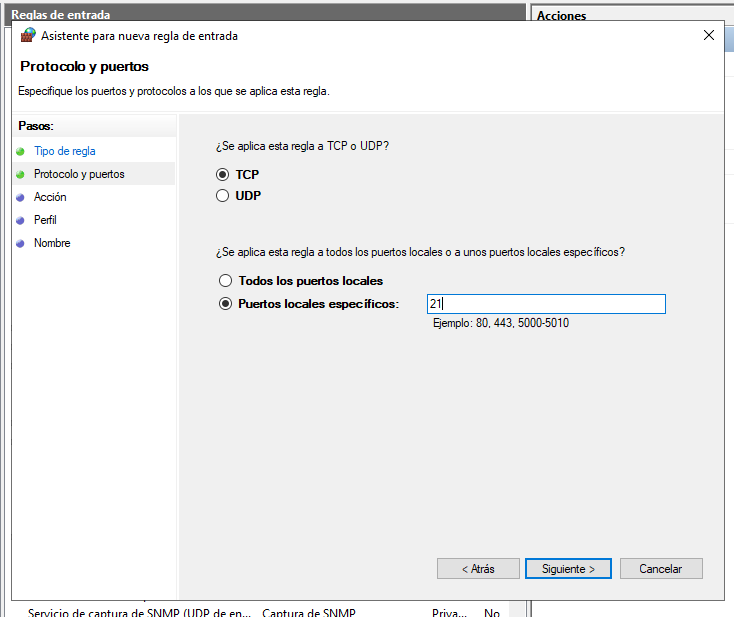 Reglas de entrada
Acciones
Asistente para nueva regla de entrada
Protocolo y puertos
Especifique los puertos y protocolos a los que se aplica esta regla.
Pasos:
Tipo de regla
Protocolo y puertos
Acción
Perfil
Nombre
¿Se aplica esta regla a TCP o UDP?
TCP
UDP
¿Se aplica esta regla a todos los puertos locales o a unos puertos locales específicos?
Todos los puertos locales
Puertos locales específicos: 21
Ejemplo: 80, 443, 5000-5010
< Atrás Siguiente > Cancelar
Servicio de captura de SNMP (UDP de en... Captura de SNMP Priva... No